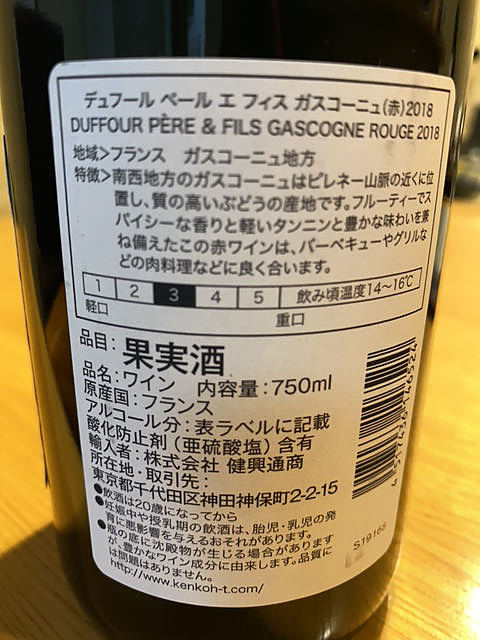 デュフール ペール エ フィス ガスコーニュ(赤)2018
DUFFOUR PÈRE & FILS GASCOGNE ROUGE 2018
地域>フランス ガスコーニュ地方
特徴>南西地方のガスコーニュはピレネー山脈の近くに位
置し、質の高いぶどうの産地です。フルーティーでス
パイシーな香りと軽いタンニンと豊かな味わいを兼
ね備えたこの赤ワインは、バーベキューやグリルな
どの肉料理などに良く合います。
1 2 3 4 5 飲み頃温度14〜16℃
軽口 重口
品目:果実酒
品名:ワイン 内容量:750ml
原産国:フランス
アルコール分:表ラベルに記載
酸化防止剤(亜硫酸塩)含有
輸入者:株式会社 健興通商
所在地・取引先:
東京都千代田区神田神保町2-2-15
●飲酒は20歳になってから
●妊娠中や授乳期の飲酒は、胎児・乳児の発
育に悪影響を与えるおそれがあります。
●瓶の底に沈殿物が生じる場合があります
が、豊かなワイン成分に由来します。品質に
は問題はありません。
http://www.kenkoh-t.com/
S19168